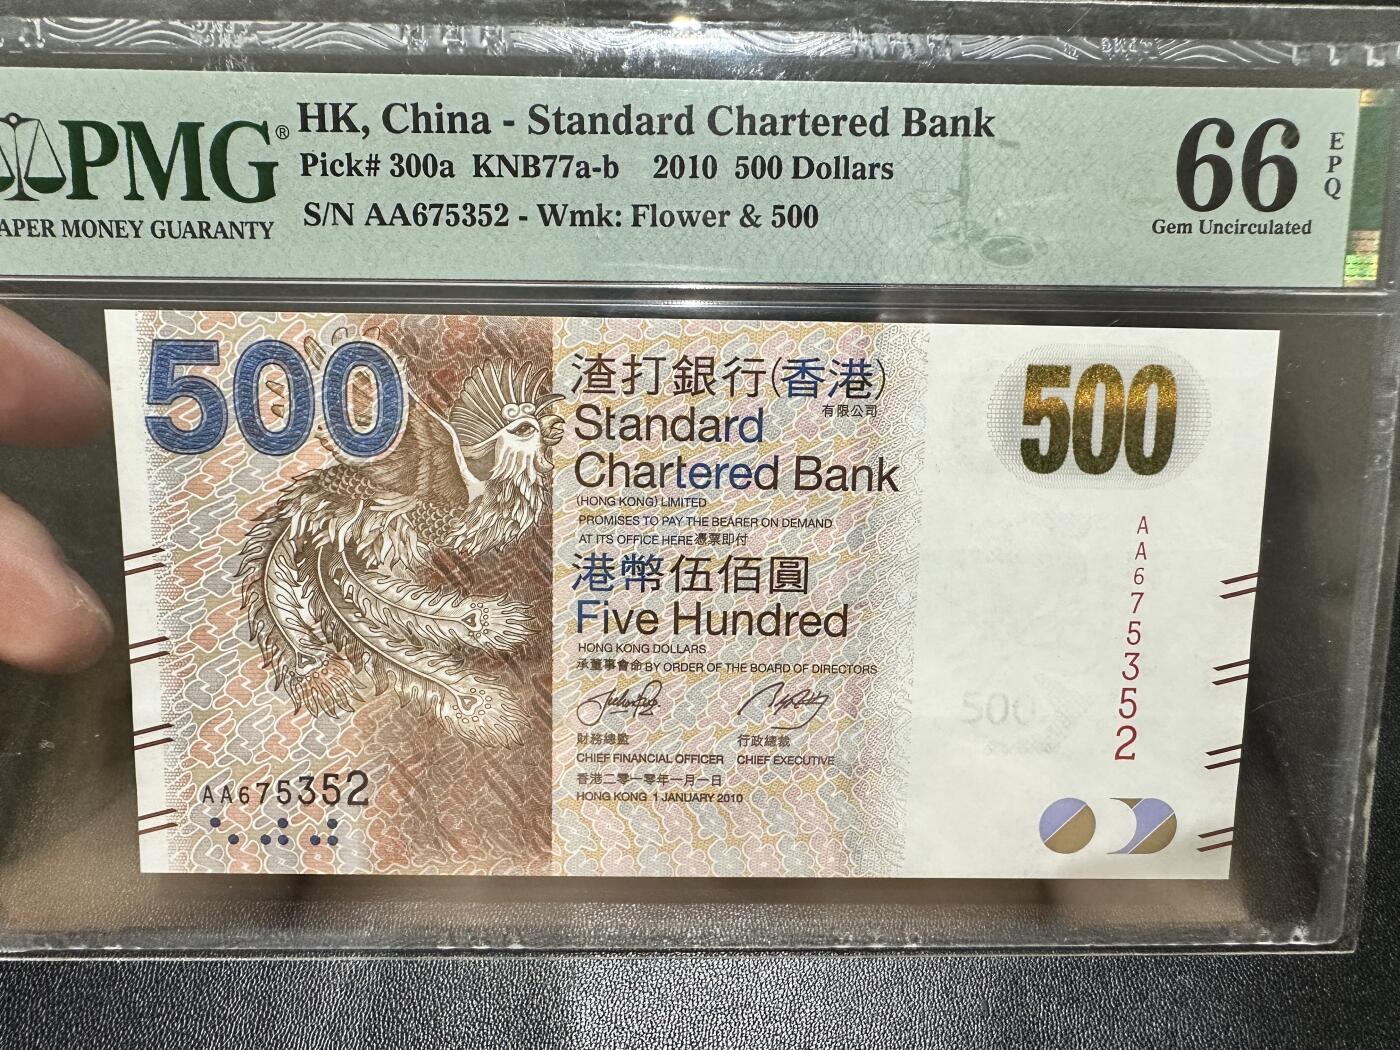 PMG®
APER MONEY GUARANTY
HK, China - Standard Chartered Bank
Pick# 300a KNB77a-b 2010 500 Dollars
S/N AA675352 - Wmk: Flower & 500
66
EPQ
Gem Uncirculated
500
渣打銀行(香港)
有限公司
Standard
Chartered Bank
(HONG KONG) LIMITED
PROMISES TO PAY THE BEARER ON DEMAND
AT ITS OFFICE HERE憑票即付
港幣伍佰圓
Five Hundred
HONG KONG DOLLARS
承董事會命 BY ORDER OF THE BOARD OF DIRECTORS
財務總監 行政總裁
CHIEF FINANCIAL OFFICER CHIEF EXECUTIVE
香港二零一零年一月一日
HONG KONG 1 JANUARY 2010
AA675352
500
AA675352
500